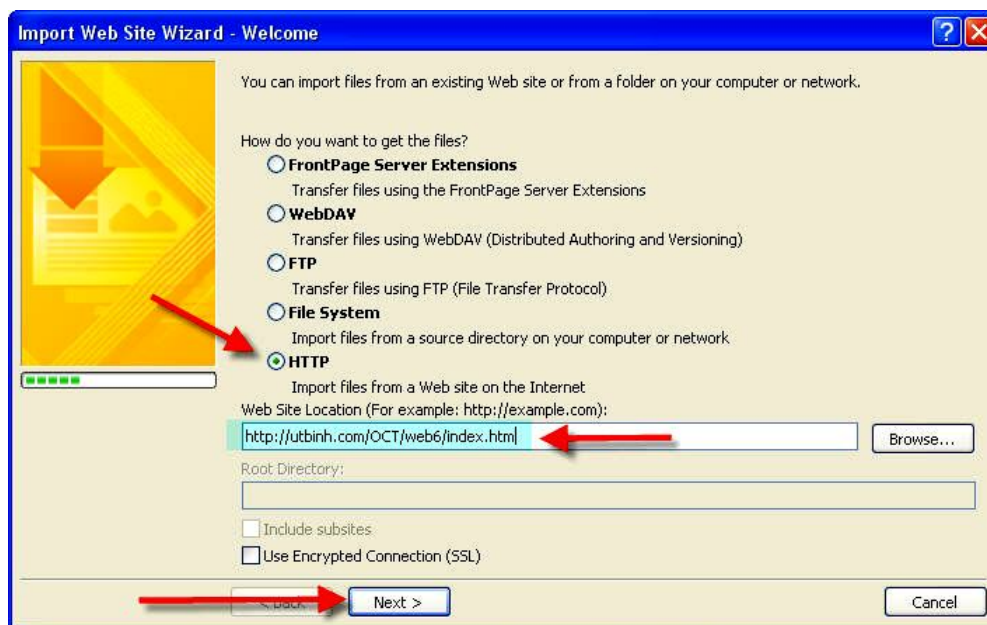 Import Web Site Wizard - Welcome
You can import files from an existing Web site or from a folder on your computer or network.
How do you want to get the files?
FrontPage Server Extensions
Transfer files using the FrontPage Server Extensions
WebDAV
Transfer files using WebDAV (Distributed Authoring and Versioning)
FTP
Transfer files using FTP (File Transfer Protocol)
File System
Import files from a source directory on your computer or network
HTTP
Import files from a Web site on the Internet
Web Site Location (For example: http://example.com):
http://utbinh.com/OCT/web6/index.htm
Browse...
Root Directory:
Include subsites
Use Encrypted Connection (SSL)
< Back Next > Cancel